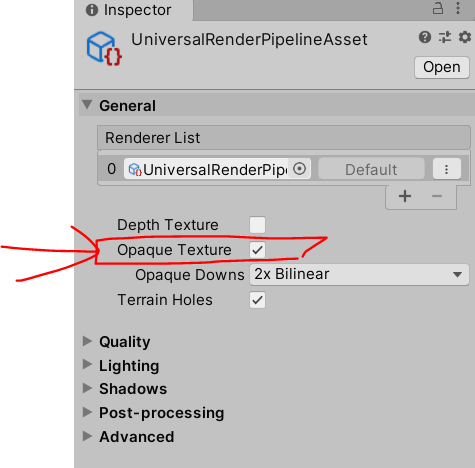 Inspector
UniversalRenderPipelineAsset
Open
General
Renderer List
0 UniversalRenderPipe Default
Depth Texture
Opaque Texture
Opaque Downs 2x Bilinear
Terrain Holes
Quality
Lighting
Shadows
Post-processing
Advanced